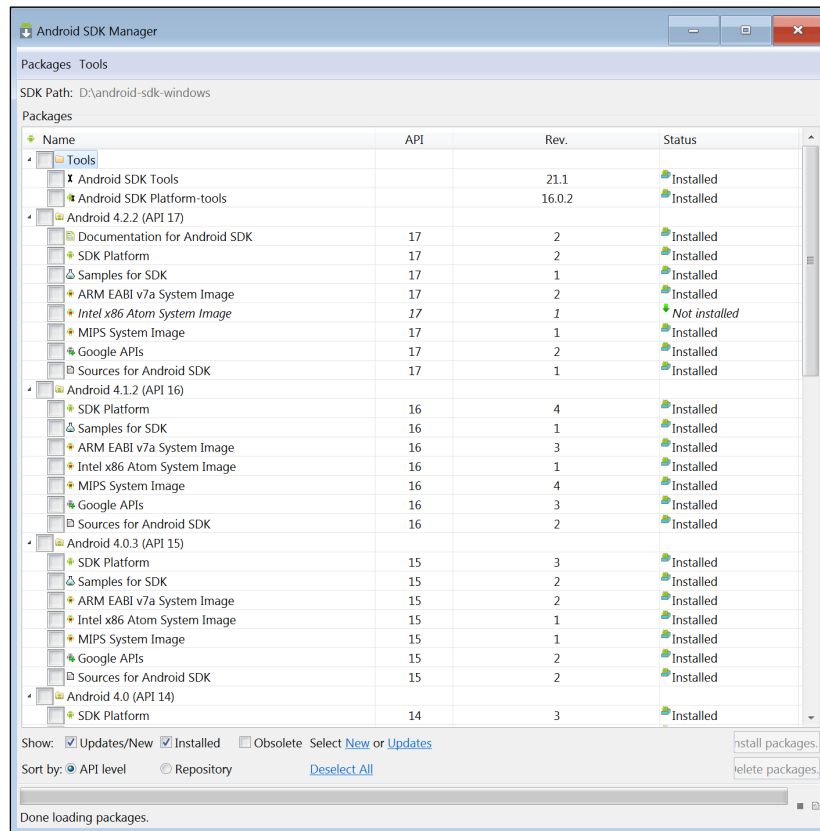 Android SDK Manager
Packages Tools
SDK Path: D:\android-sdk-windows
Packages
Name API Rev. Status
Tools
Android SDK Tools 21.1 Installed
Android SDK Platform-tools 16.0.2 Installed
Android 4.2.2 (API 17)
Documentation for Android SDK 17 2 Installed
SDK Platform 17 2 Installed
Samples for SDK 17 1 Installed
ARM EABI v7a System Image 17 2 Installed
Intel x86 Atom System Image 17 1 Not installed
MIPS System Image 17 1 Installed
Google APIs 17 2 Installed
Sources for Android SDK 17 1 Installed
Android 4.1.2 (API 16)
SDK Platform 16 4 Installed
Samples for SDK 16 1 Installed
ARM EABI v7a System Image 16 3 Installed
Intel x86 Atom System Image 16 1 Installed
MIPS System Image 16 4 Installed
Google APIs 16 3 Installed
Sources for Android SDK 16 2 Installed
Android 4.0.3 (API 15)
SDK Platform 15 3 Installed
Samples for SDK 15 2 Installed
ARM EABI v7a System Image 15 2 Installed
Intel x86 Atom System Image 15 1 Installed
MIPS System Image 15 1 Installed
Google APIs 15 2 Installed
Sources for Android SDK 15 2 Installed
Android 4.0 (API 14)
SDK Platform 14 3 Installed
Show: Updates/New Installed Obsolete Select New or Updates nstall packages.
Sort by: API level Repository Deselect All elete packages.
Done loading packages.